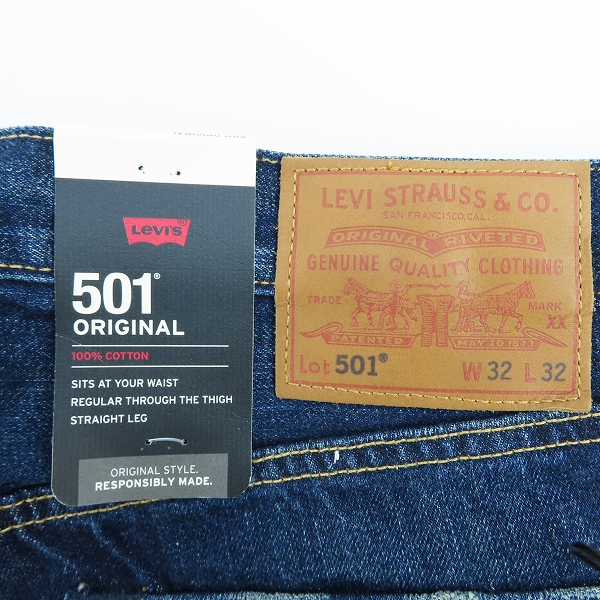 LEVI'S
501®
ORIGINAL
100% COTTON
SITS AT YOUR WAIST
REGULAR THROUGH THE THIGH
STRAIGHT LEG
ORIGINAL STYLE.
RESPONSIBLY MADE.
LEVI STRAUSS & CO.
SAN FRANCISCO, CAL.
ORIGINAL RIVETED
GENUINE QUALITY CLOTHING
TRADE MARK
XX
PATENTED MAY 20 1873
Lot 501® W 32 L 32